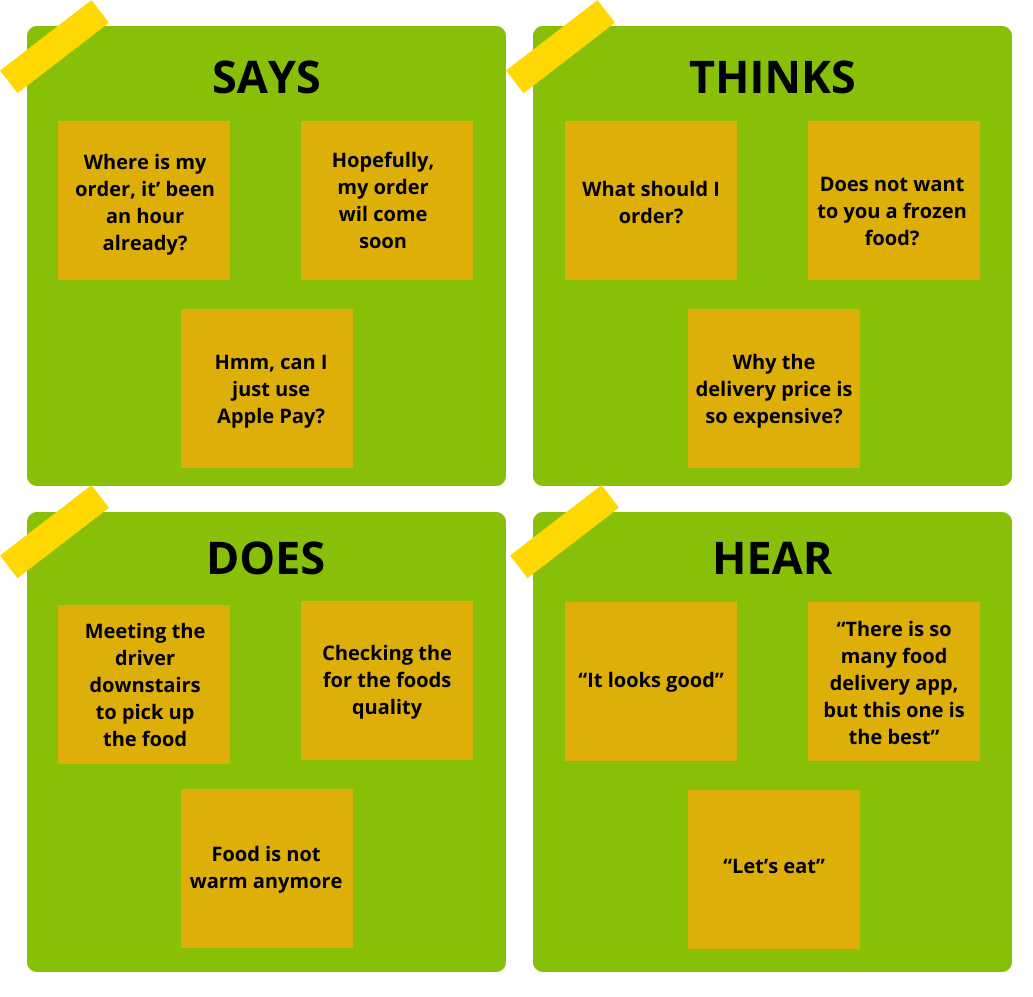 SAYS
Where is my
order, it’ been
an hour
already?
Hopefully,
my order
wil come
soon
Hmm, can I
just use
Apple Pay?
THINKS
What should I
order?
Does not want
to you a frozen
food?
Why the
delivery price is
so expensive?
DOES
Meeting the
driver
downstairs
to pick up
the food
Checking the
for the foods
quality
Food is not
warm anymore
HEAR
“It looks good”
“There is so
many food
delivery app,
but this one is
the best”
“Let’s eat”